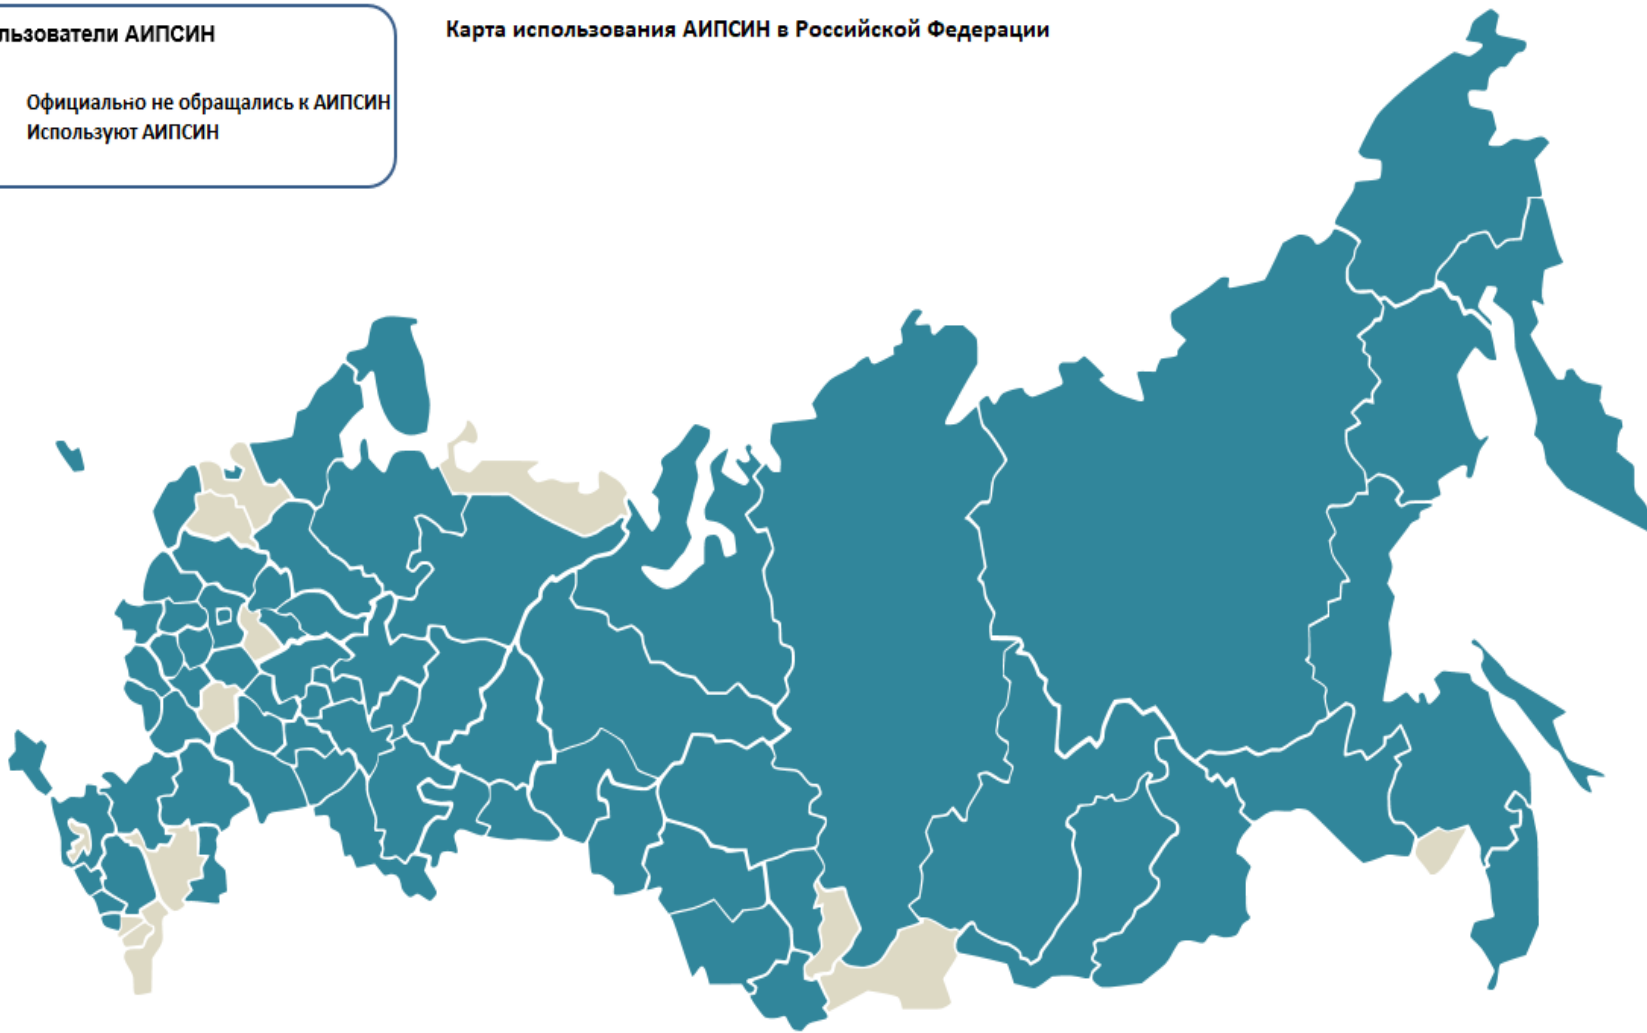 льзователи АИПСИН
Карта использования АИПСИН в Российской Федерации
Официально не обращались к АИПСИН
Используют АИПСИН